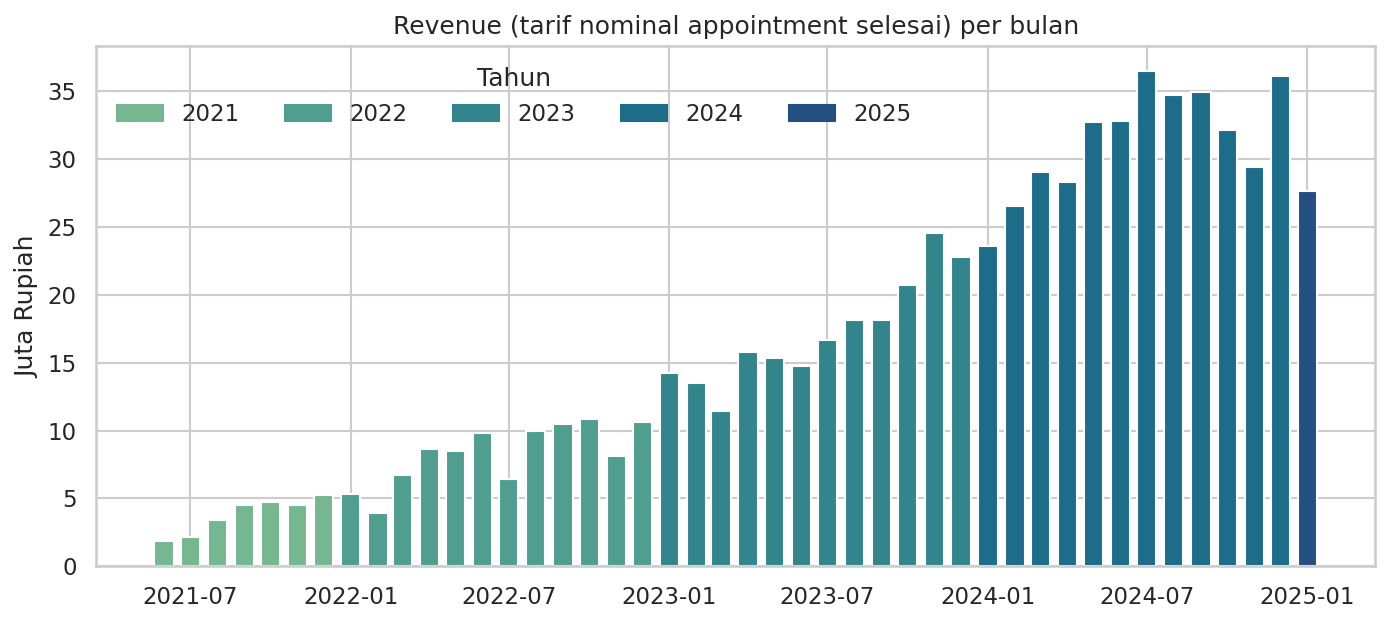 Revenue (tarif nominal appointment selesai) per bulan
Tahun
2021 2022 2023 2024 2025
Juta Rupiah
35
30
25
20
15
10
5
0
2021-07 2022-01 2022-07 2023-01 2023-07 2024-01 2024-07 2025-01